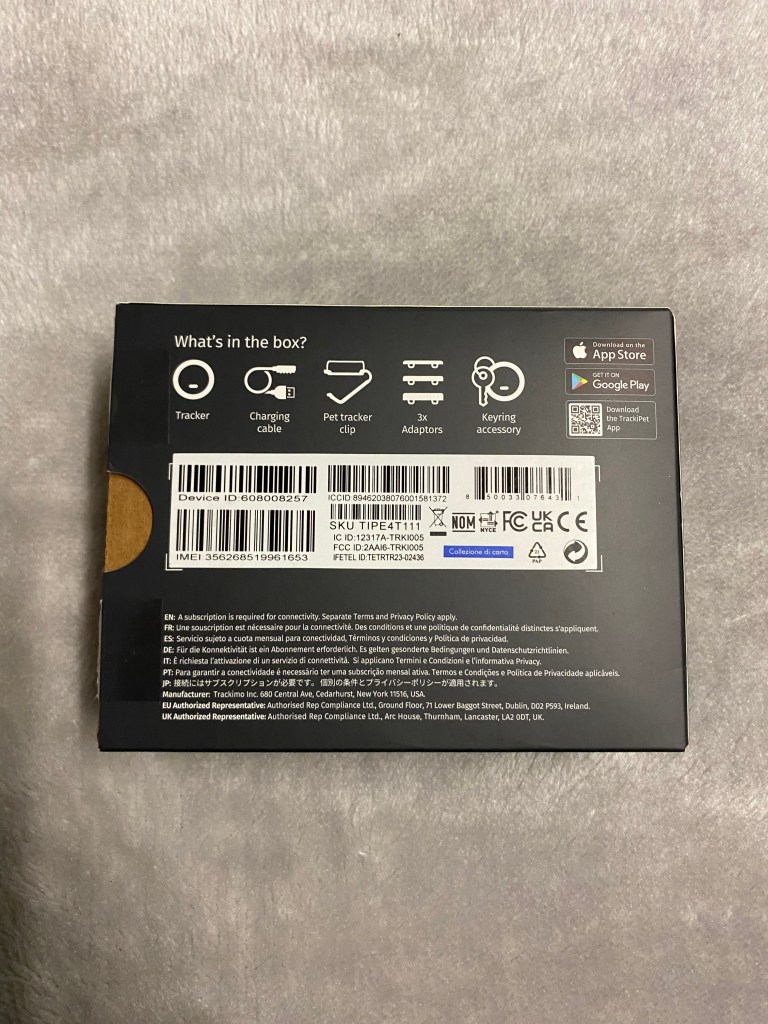 What's in the box?
Tracker
Charging
cable
Pet tracker
clip
3x
Adaptors
Keyring
accessory
Download on the
App Store
GET IT ON
Google Play
Download
the TrackiPet
App
Device ID:608008257
ICCID:89462038076001581372
8 50033 07643 1
IMEI 356268519961653
SKU TIPE4T111
IC ID:12317A-TRKI005
FCC ID:2AAI6-TRKI005
IFETEL ID:TETRTR23-02436
NOM
NYCE
FC
UK
CA
CE
Collezione di carta
21
PAP
EN: A subscription is required for connectivity. Separate Terms and Privacy Policy apply.
FR: Une souscription est nécessaire pour la connectivité. Des conditions et une politique de confidentialité distinctes s'appliquent.
ES: Servicio sujeto a cuota mensual para conectividad, Términos y condiciones y Política de privacidad.
DE: Für die Konnektivität ist ein Abonnement erforderlich. Es gelten gesonderte Bedingungen und Datenschutzrichtlinien.
IT: È richiesta l'attivazione di un servizio di connettività. Si applicano Termini e Condizioni e l'informativa Privacy.
PT: Para garantir a conectividade é necessário ter uma subscrição mensal ativa. Termos e Condições e Politica de Privacidade aplicáveis.
JP: 接続にはサブスクリプションが必要です。 個別の条件とプライバシーポリシーが適用されます。
Manufacturer: Trackimo Inc. 680 Central Ave, Cedarhurst, New York 11516, USA.
EU Authorized Representative: Authorised Rep Compliance Ltd., Ground Floor, 71 Lower Baggot Street, Dublin, D02 P593, Ireland.
UK Authorized Representative: Authorised Rep Compliance Ltd., Arc House, Thurnham, Lancaster, LA2 0DT, UK.